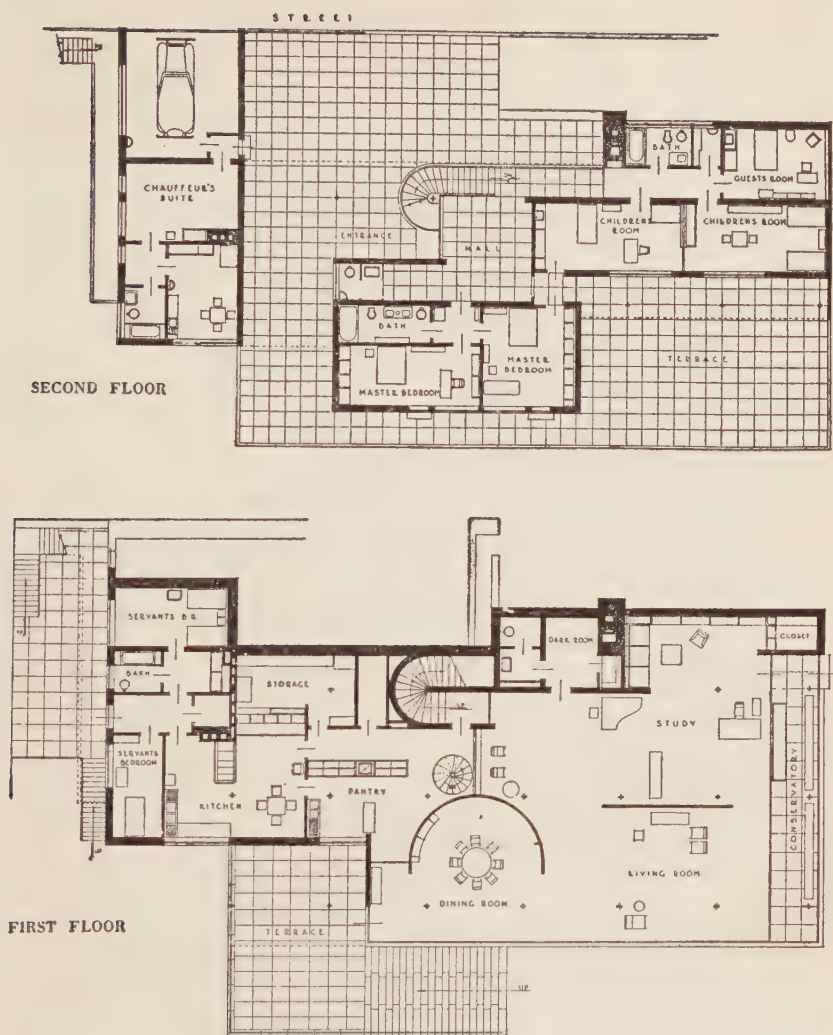 STREET
CHAUFFEUR'S
SUITE
BATH
GUESTS ROOM
CHILDRENS
ROOM
CHILDRENS ROOM
ENTRANCE
HALL
BATH
MASTER
BEDROOM
MASTER BEDROOM
TERRACE
SECOND FLOOR
SERVANTS B.R.
BATH
STORAGE
DARK ROOM
CLOSET
STUDY
SERVANTS
BEDROOM
KITCHEN
PANTRY
CONSERVATORY
LIVING ROOM
DINING ROOM
FIRST FLOOR
TERRACE
UP